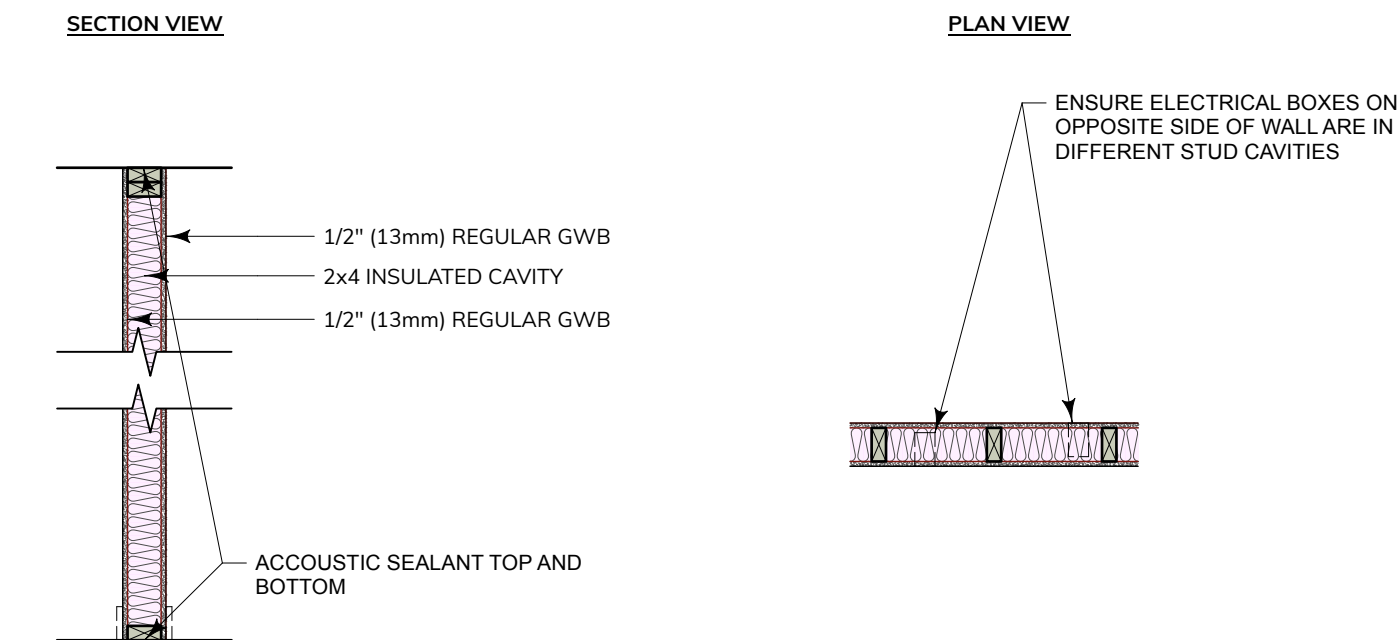 SECTION VIEW
PLAN VIEW
ENSURE ELECTRICAL BOXES ON
OPPOSITE SIDE OF WALL ARE IN
DIFFERENT STUD CAVITIES
1/2" (13mm) REGULAR GWB
2x4 INSULATED CAVITY
1/2" (13mm) REGULAR GWB
ACCOUSTIC SEALANT TOP AND
BOTTOM